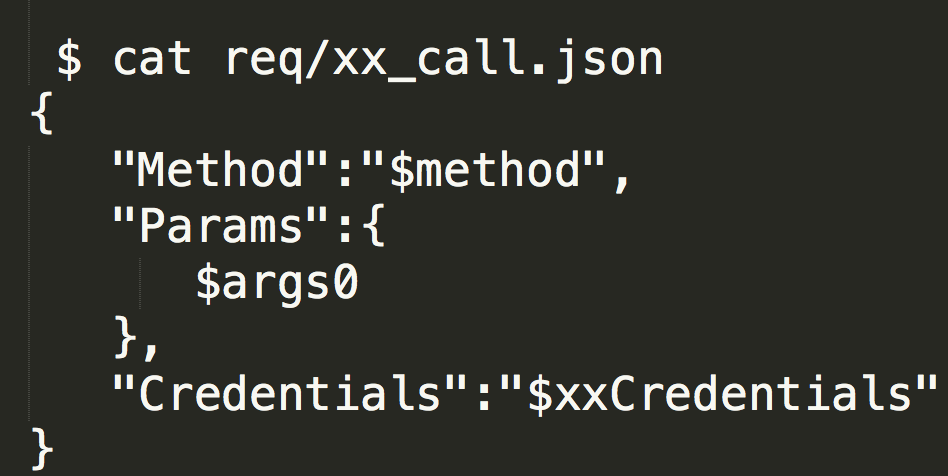 $ cat req/xx_call.json
{
"Method":"$method",
"Params":{
$args0
},
"Credentials":"$xxCredentials"
}